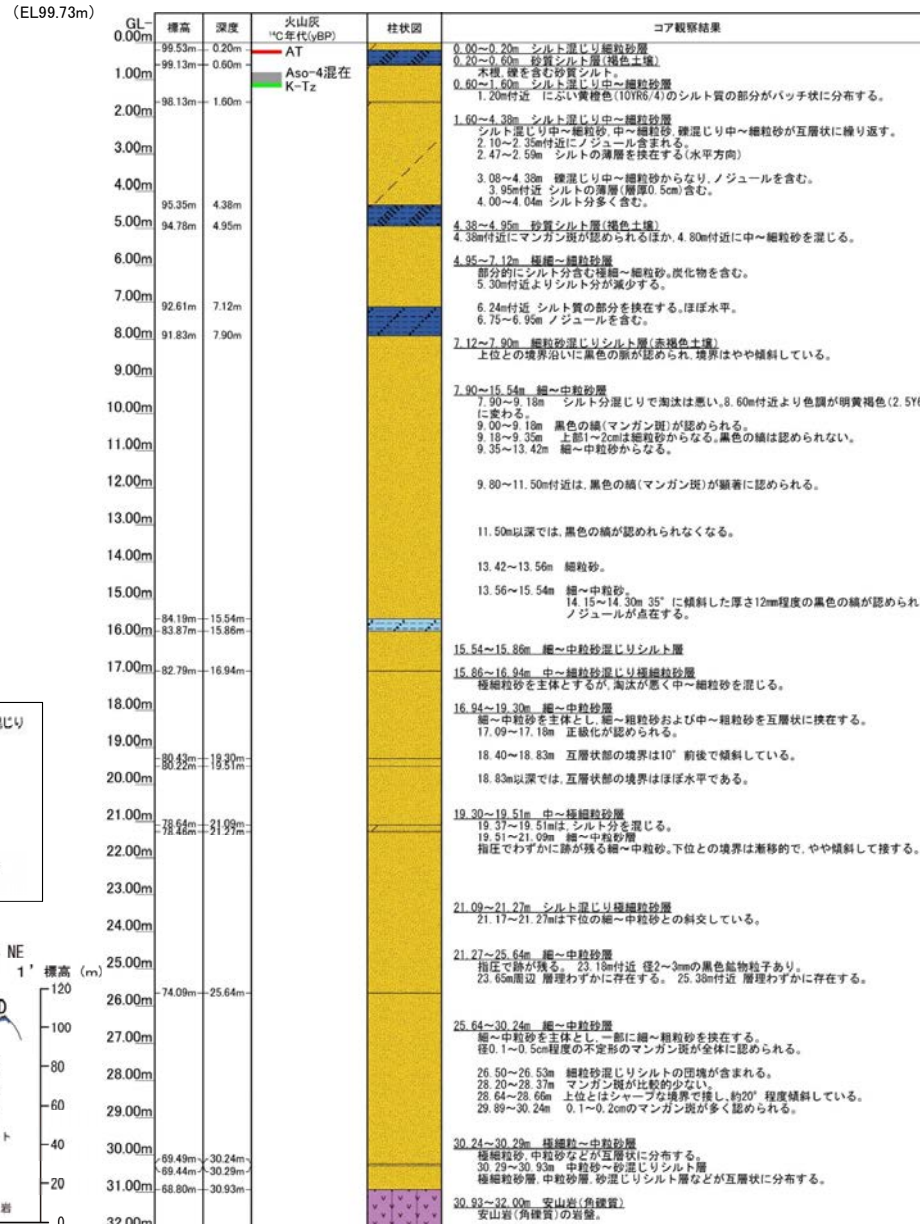 (EL99.73m)
GL-
0.00m
標高
深度
火山灰
¹⁴C年代(yBP)
柱状図
コア観察結果
1.00m
2.00m
3.00m
4.00m
5.00m
6.00m
7.00m
8.00m
9.00m
10.00m
11.00m
12.00m
13.00m
14.00m
15.00m
16.00m
17.00m
18.00m
19.00m
20.00m
21.00m
22.00m
23.00m
24.00m
25.00m
26.00m
27.00m
28.00m
29.00m
30.00m
31.00m
32.00m
99.53m 0.20m
99.13m 0.60m
98.13m 1.60m
95.35m 4.38m
94.78m 4.95m
92.61m 7.12m
91.83m 7.90m
84.19m 15.54m
83.87m 15.86m
82.79m 16.94m
80.43m 19.30m
80.22m 19.51m
78.64m 21.09m
78.46m 21.27m
74.09m 25.64m
69.49m 30.24m
69.44m 30.29m
68.80m 30.93m
AT
Aso-4混在
K-Tz
0.00～0.20m シルト混じり細粒砂層
0.20～0.60m 砂質シルト層(褐色土壌)
木根、礫を含む砂質シルト。
0.60～1.60m シルト混じり中～細粒砂層
1.20m付近 にぶい黄橙色(10YR6/4)のシルト質の部分がパッチ状に分布する。
1.60～4.38m シルト混じり中～細粒砂層
シルト混じり中～細粒砂、中～細粒砂、礫混じり中～細粒砂が互層状に繰り返す。
2.10～2.35m付近にノジュール含まれる。
2.47～2.59m シルトの薄層を挟在する(水平方向)
3.08～4.38m 礫混じり中～細粒砂からなり、ノジュールを含む。
3.95m付近 シルトの薄層(層厚0.5cm)含む。
4.00～4.04m シルト分多く含む。
4.38～4.95m 砂質シルト層(褐色土壌)
4.38m付近にマンガン斑が認められるほか、4.80m付近に中～細粒砂を混じる。
4.95～7.12m 極細～細粒砂層
部分的にシルト分含む極細～細粒砂。炭化物を含む。
5.30m付近よりシルト分が減少する。
6.24m付近 シルト質の部分を挟在する。ほぼ水平。
6.75～6.95m ノジュールを含む。
7.12～7.90m 細粒砂混じりシルト層(赤褐色土壌)
上位との境界沿いに黒色の脈が認められ、境界はやや傾斜している。
7.90～15.54m 細～中粒砂層
7.90～9.18m シルト分混じりで淘汰は悪い。8.60m付近より色調が明黄褐色(2.5Y6
に変わる。
9.00～9.18m 黒色の縞(マンガン斑)が認められる。
9.18～9.35m 上部1～2cmは細粒砂からなる。黒色の縞は認められない。
9.35～13.42m 細～中粒砂からなる。
9.80～11.50m付近は、黒色の縞(マンガン斑)が顕著に認められる。
11.50m以深では、黒色の縞が認めれられなくなる。
13.42～13.56m 細粒砂。
13.56～15.54m 細～中粒砂。
14.15～14.30m 35°に傾斜した厚さ12mm程度の黒色の縞が認められ
ノジュールが点在する。
15.54～15.86m 細～中粒砂混じりシルト層
15.86～16.94m 中～細粒砂混じり極細粒砂層
極細粒砂を主体とするが、淘汰が悪く中～細粒砂を混じる。
16.94～19.30m 細～中粒砂層
細～中粒砂を主体とし、細～粗粒砂および中～粗粒砂を互層状に挟在する。
17.09～17.18m 正級化が認められる。
18.40～18.83m 互層状部の境界は10°前後で傾斜している。
18.83m以深では、互層状部の境界はほぼ水平である。
19.30～19.51m 中～極細粒砂層
19.37～19.51mは、シルト分を混じる。
19.51～21.09m 細～中粒砂層
指圧でわずかに跡が残る細～中粒砂。下位との境界は漸移的で、やや傾斜して接する。
21.09～21.27m シルト混じり極細粒砂層
21.17～21.27mは下位の細～中粒砂との斜交している。
21.27～25.64m 細～中粒砂層
指圧で跡が残る。 23.18m付近 径2～3mmの黒色鉱物粒子あり。
23.65m周辺 層理わずかに存在する。 25.38m付近 層理わずかに存在する。
25.64～30.24m 細～中粒砂層
細～中粒砂を主体とし、一部に細～粗粒砂を挟在する。
径0.1～0.5cm程度の不定形のマンガン斑が全体に認められる。
26.50～26.53m 細粒砂混じりシルトの団塊が含まれる。
28.20～28.37m マンガン斑が比較的少ない。
28.64～28.66m 上位とはシャープな境界で接し、約20°程度傾斜している。
29.89～30.24m 0.1～0.2cmのマンガン斑が多く認められる。
30.24～30.29m 極細粒～中粒砂層
極細粒砂、中粒砂などが互層状に分布する。
30.29～30.93m 中粒砂～砂混じりシルト層
極細粒砂層、中粒砂層、砂混じりシルト層などが互層状に分布する。
30.93～32.00m 安山岩(角礫質)
安山岩(角礫質)の岩盤。
混じり
NE
1' 標高 (m)
120
100
80
60
40
20
0
ト
岩